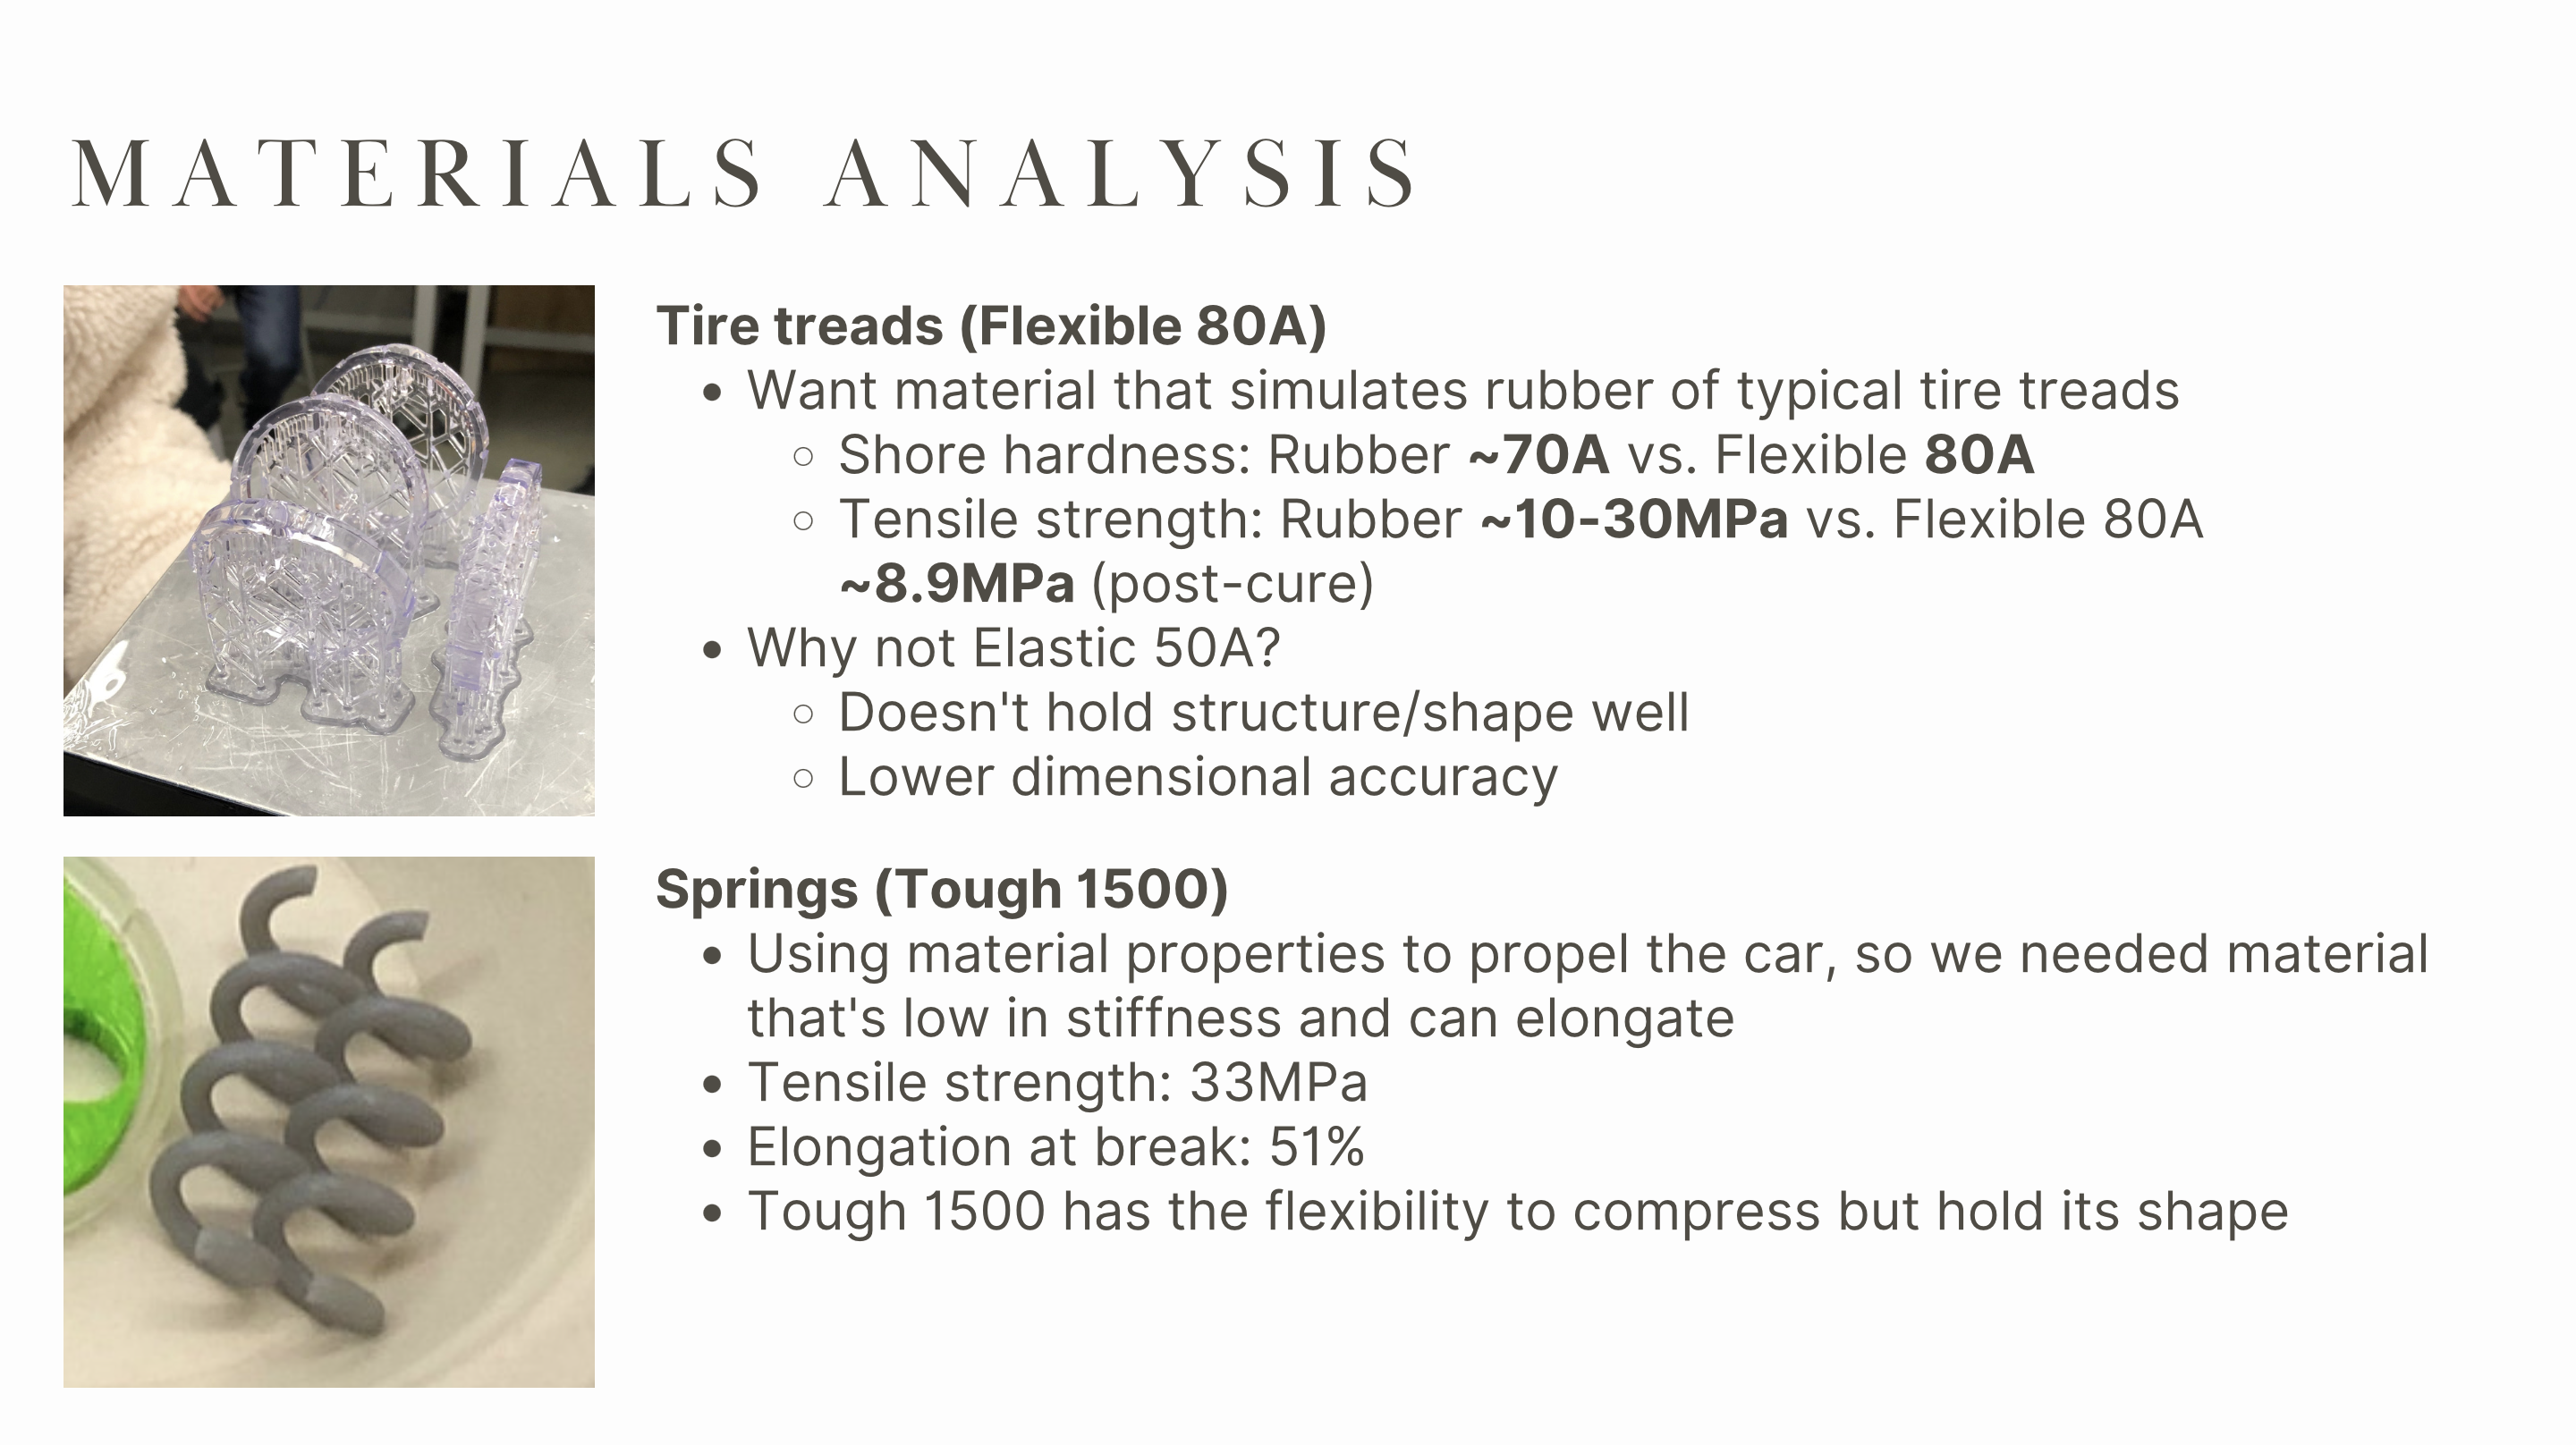 MATERIALS ANALYSIS
Tire treads (Flexible 80A)
• Want material that simulates rubber of typical tire treads
○ Shore hardness: Rubber ~70A vs. Flexible 80A
○ Tensile strength: Rubber ~10-30MPa vs. Flexible 80A
~8.9MPa (post-cure)
• Why not Elastic 50A?
○ Doesn't hold structure/shape well
○ Lower dimensional accuracy
Springs (Tough 1500)
• Using material properties to propel the car, so we needed material
that's low in stiffness and can elongate
• Tensile strength: 33MPa
• Elongation at break: 51%
• Tough 1500 has the flexibility to compress but hold its shape